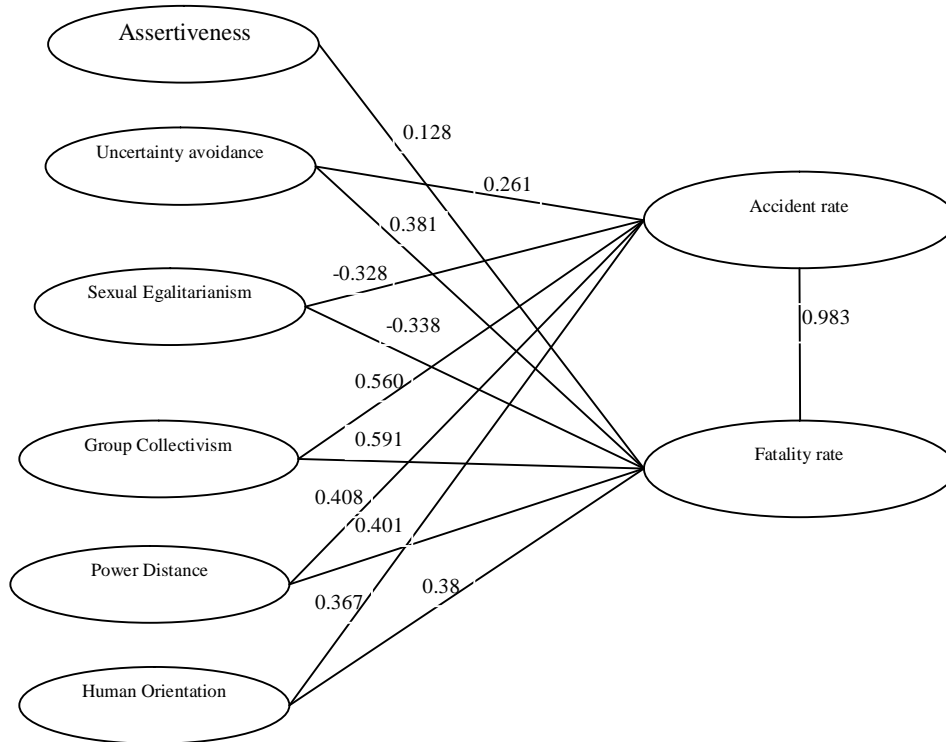 Assertiveness
0.128
Uncertainty avoidance
0.261
Accident rate
0.381
-0.328
Sexual Egalitarianism
-0.338
0.983
0.560
Group Collectivism
0.591
Fatality rate
0.408
0.401
Power Distance
0.38
0.367
Human Orientation